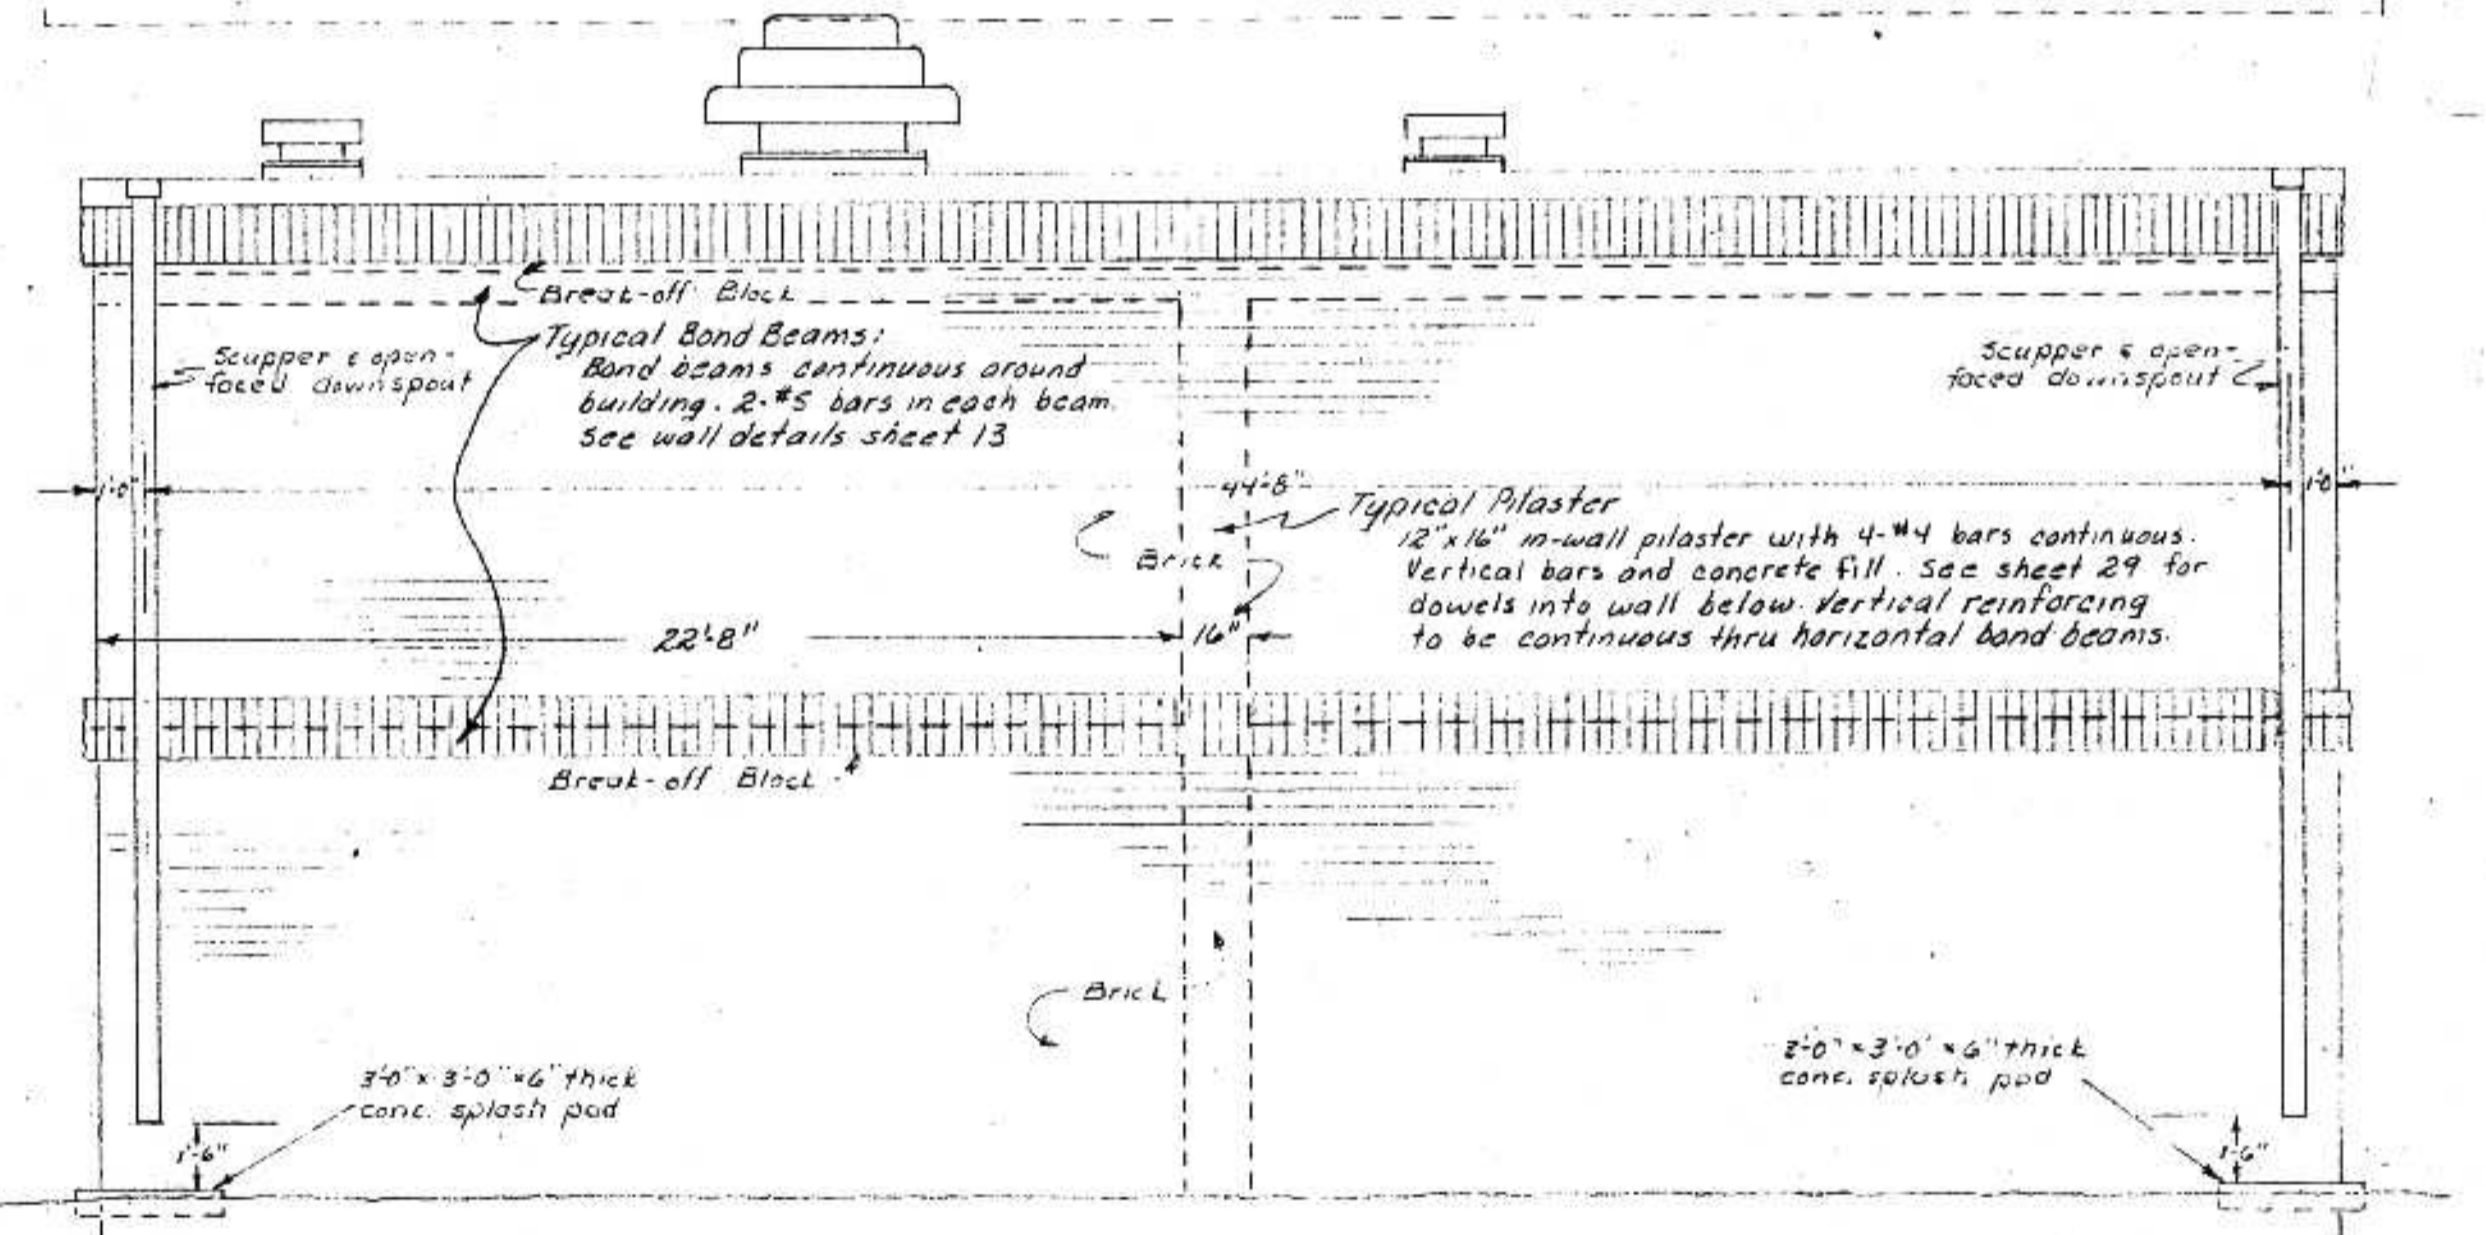 Break-off Block
Typical Bond Beams:
Bond beams continuous around
building. 2-#5 bars in each beam.
See wall details sheet 13
Scupper & open-
faced downspout
Scupper & open-
faced downspout
1'-0"
44'-8"
1'-0"
Typical Pilaster
12"x16" in-wall pilaster with 4-#4 bars continuous.
Vertical bars and concrete fill. See sheet 29 for
dowels into wall below. Vertical reinforcing
to be continuous thru horizontal bond beams.
Brick
22'-8"
16"
Break-off Block
Brick
3'-0" x 3'-0" x 6" thick
conc. splash pad
3'-0" x 6" thick
conc. splash pad
1'-6"
1'-6"